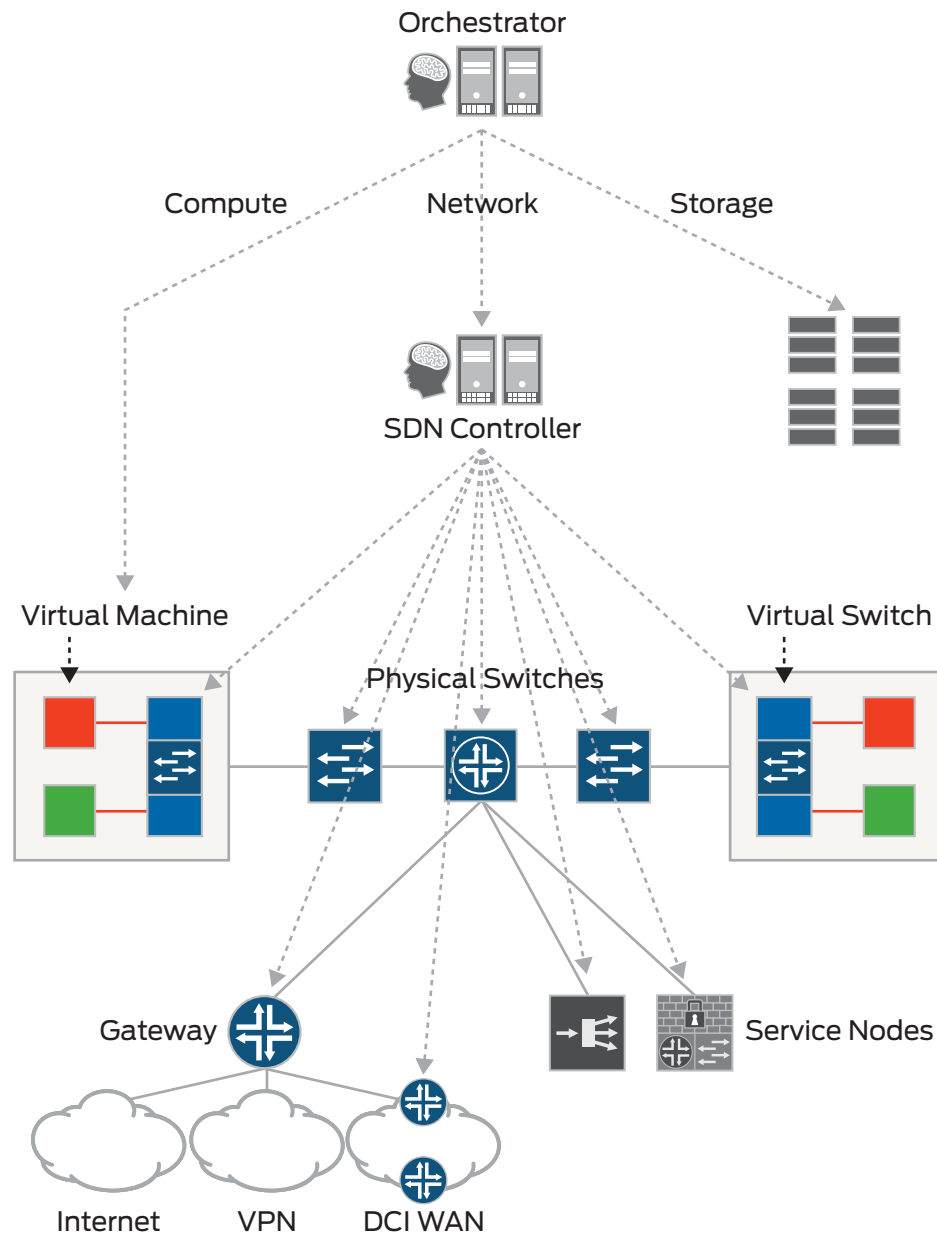 Orchestrator
Compute
Network
Storage
SDN Controller
Virtual Machine
Virtual Switch
Physical Switches
Gateway
Service Nodes
Internet
VPN
DCI WAN